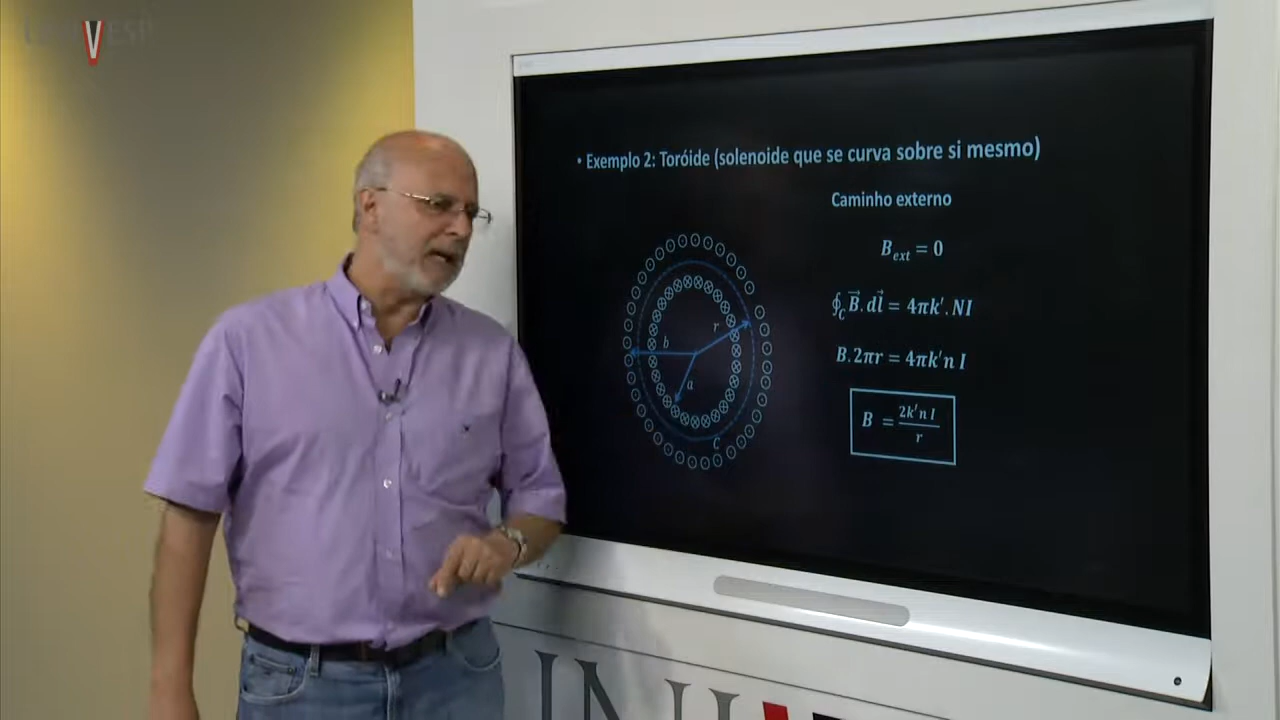 • Exemplo 2: Toróide (solenoide que se curva sobre si mesmo)
Caminho externo
B_ext = 0
∮_C B⃗.dl⃗ = 4πk'.NI
B.2πr = 4πk'n I
B = 2k'n I / r
r
b
a
C